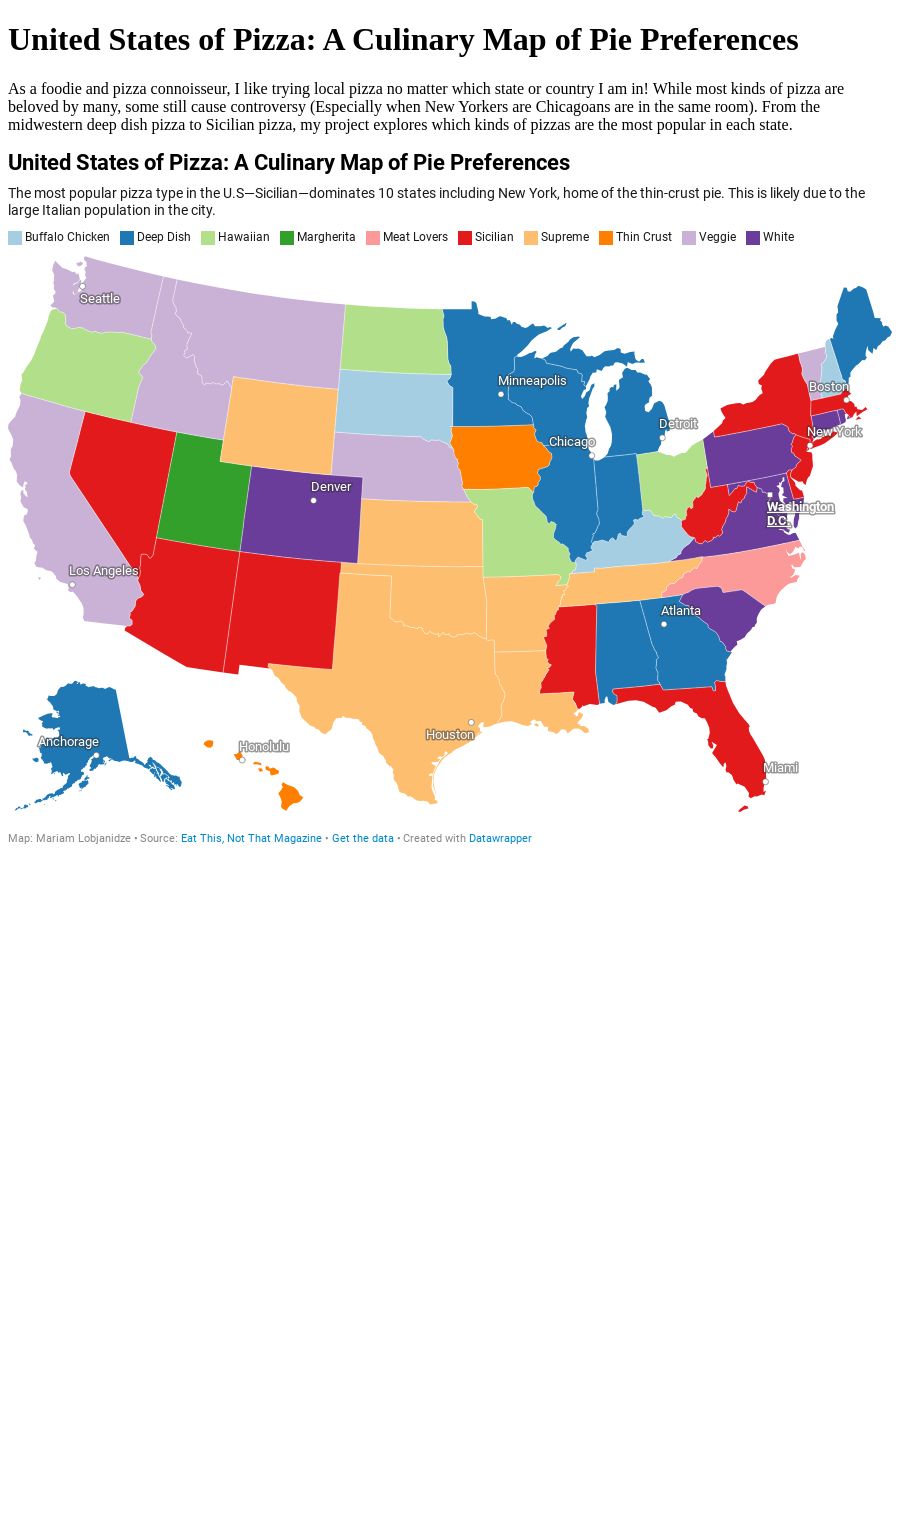 United States of Pizza: A Culinary Map of Pie Preferences
As a foodie and pizza connoisseur, I like trying local pizza no matter which state or country I am in! While most kinds of pizza are
beloved by many, some still cause controversy (Especially when New Yorkers are Chicagoans are in the same room). From the
midwestern deep dish pizza to Sicilian pizza, my project explores which kinds of pizzas are the most popular in each state.
United States of Pizza: A Culinary Map of Pie Preferences
The most popular pizza type in the U.S—Sicilian—dominates 10 states including New York, home of the thin-crust pie. This is likely due to the
large Italian population in the city.
Buffalo Chicken Deep Dish Hawaiian Margherita Meat Lovers Sicilian Supreme Thin Crust Veggie White
Seattle
Minneapolis
Boston
Detroit
New York
Chicago
Denver
Washington
D.C.
Los Angeles
Atlanta
Houston
Anchorage
Honolulu
Miami
Map: Mariam Lobjanidze • Source: Eat This, Not That Magazine • Get the data • Created with Datawrapper